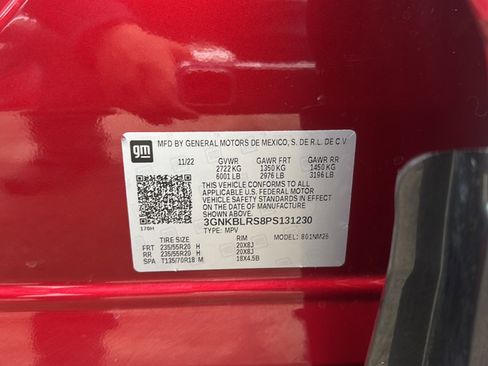 gm
MFD BY GENERAL MOTORS DE MEXICO, S. DE R.L. DE C.V.
11/22 GVWR GAWR FRT GAWR RR
2722 KG 1350 KG 1450 KG
6001 LB 2976 LB 3196 LB
THIS VEHICLE CONFORMS TO ALL
APPLICABLE U.S. FEDERAL MOTOR
VEHICLE SAFETY STANDARDS IN
EFFECT ON THE DATE OF
MANUFACTURE SHOWN ABOVE.
3GNKBLRS8PS131230
TYPE: MPV
170H
TIRE SIZE RIM MODEL:
FRT 235/55R20 H 20X8J
RR 235/55R20 H 20X8J
SPA T135/70R18 M 18X4.5B